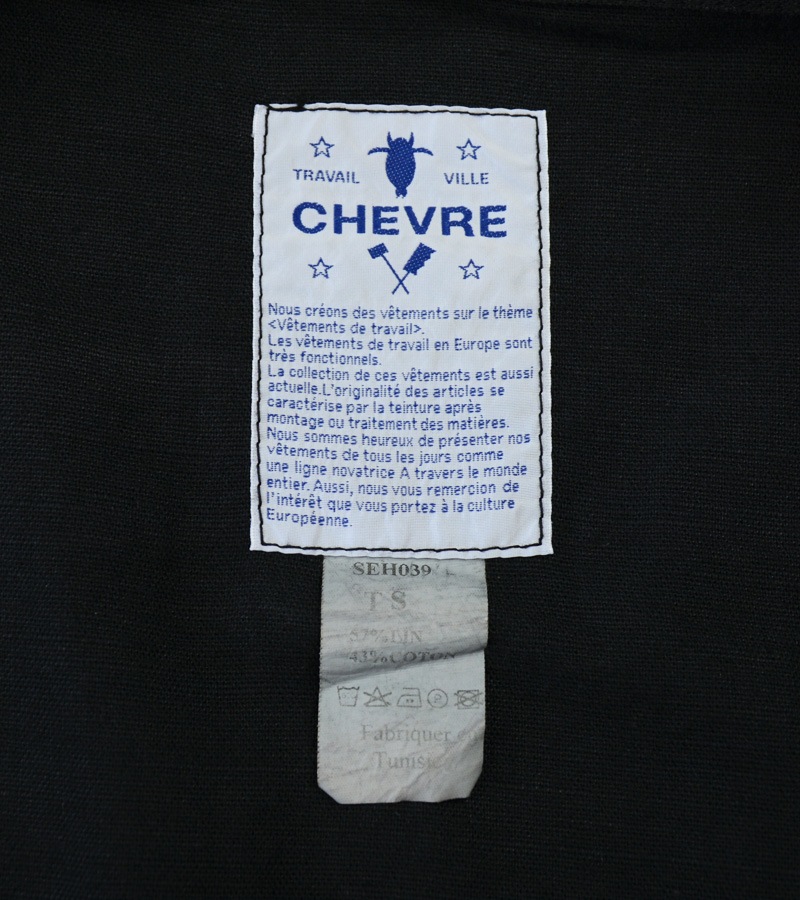 TRAVAIL VILLE
CHEVRE
Nous créons des vêtements sur le thème
<Vêtements de travail>.
Les vêtements de travail en Europe sont
très fonctionnels.
La collection de ces vêtements est aussi
actuelle.L'originalité des articles se
caractérise par la teinture après
montage ou traitement des matières.
Nous sommes heureux de présenter nos
vêtements de tous les jours comme
une ligne novatrice A travers le monde
entier. Aussi, nous vous remercion de
l'intérêt que vous portez à la culture
Européenne.
SEH039
T S
57%LIN
43%COTON
Fabriquer en
Tunisie